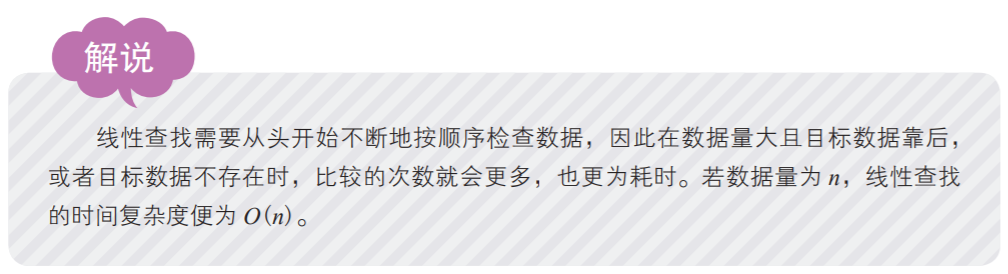 解说
线性查找需要从头开始不断地按顺序检查数据，因此在数据量大且目标数据靠后，
或者目标数据不存在时，比较的次数就会更多，也更为耗时。若数据量为 n，线性查找
的时间复杂度便为 O(n)。